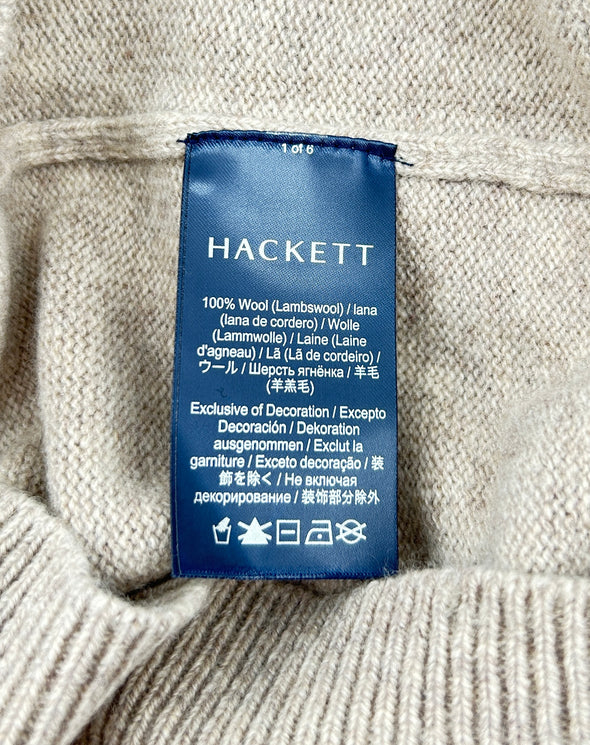 1 of 6
HACKETT
100% Wool (Lambswool) / lana
(lana de cordero) / Wolle
(Lammwolle) / Laine (Laine
d'agneau) / Lã (Lã de cordeiro) /
ウール / Шерсть ягнёнка / 羊毛
(羊羔毛)
Exclusive of Decoration / Excepto
Decoración / Dekoration
ausgenommen / Exclut la
garniture / Exceto decoração / 装
飾を除く / Не включая
декорирование / 装饰部分除外